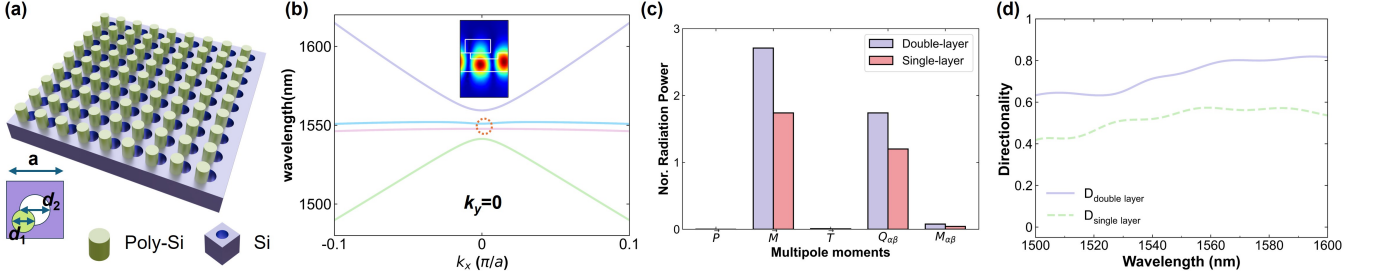 (a)
a
d2
d1
Poly-Si
Si
(b)
wavelength(nm)
1600
1550
1500
ky=0
-0.1
0
0.1
kx (π/a)
(c)
Nor. Radiation Power
3
2
1
0
Double-layer
Single-layer
P
M
T
Qαβ
Mαβ
Multipole moments
(d)
Directionality
1
0.8
0.6
0.4
0.2
0
D double layer
D single layer
1500
1520
1540
1560
1580
1600
Wavelength (nm)